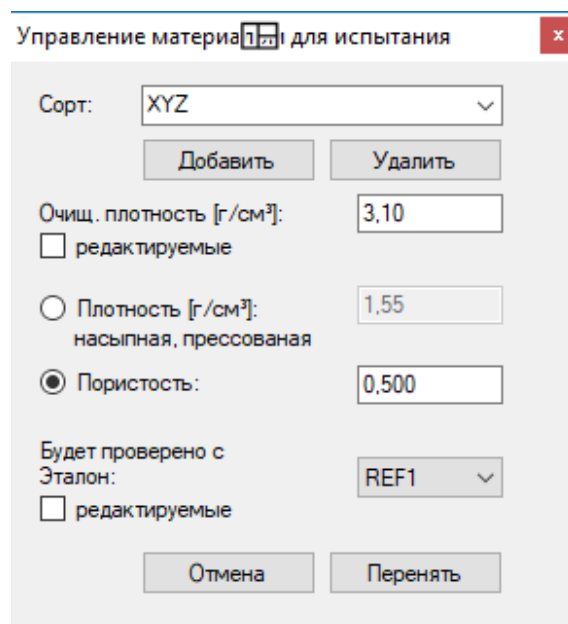 Управление материа для испытания
x
Сорт: XYZ
Добавить Удалить
Очищ. плотность [г/см³]: 3,10
редактируемые
Плотность [г/см³]: 1,55
насыпная, прессованая
Пористость: 0,500
Будет проверено с
Эталон: REF1
редактируемые
Отмена Перенять